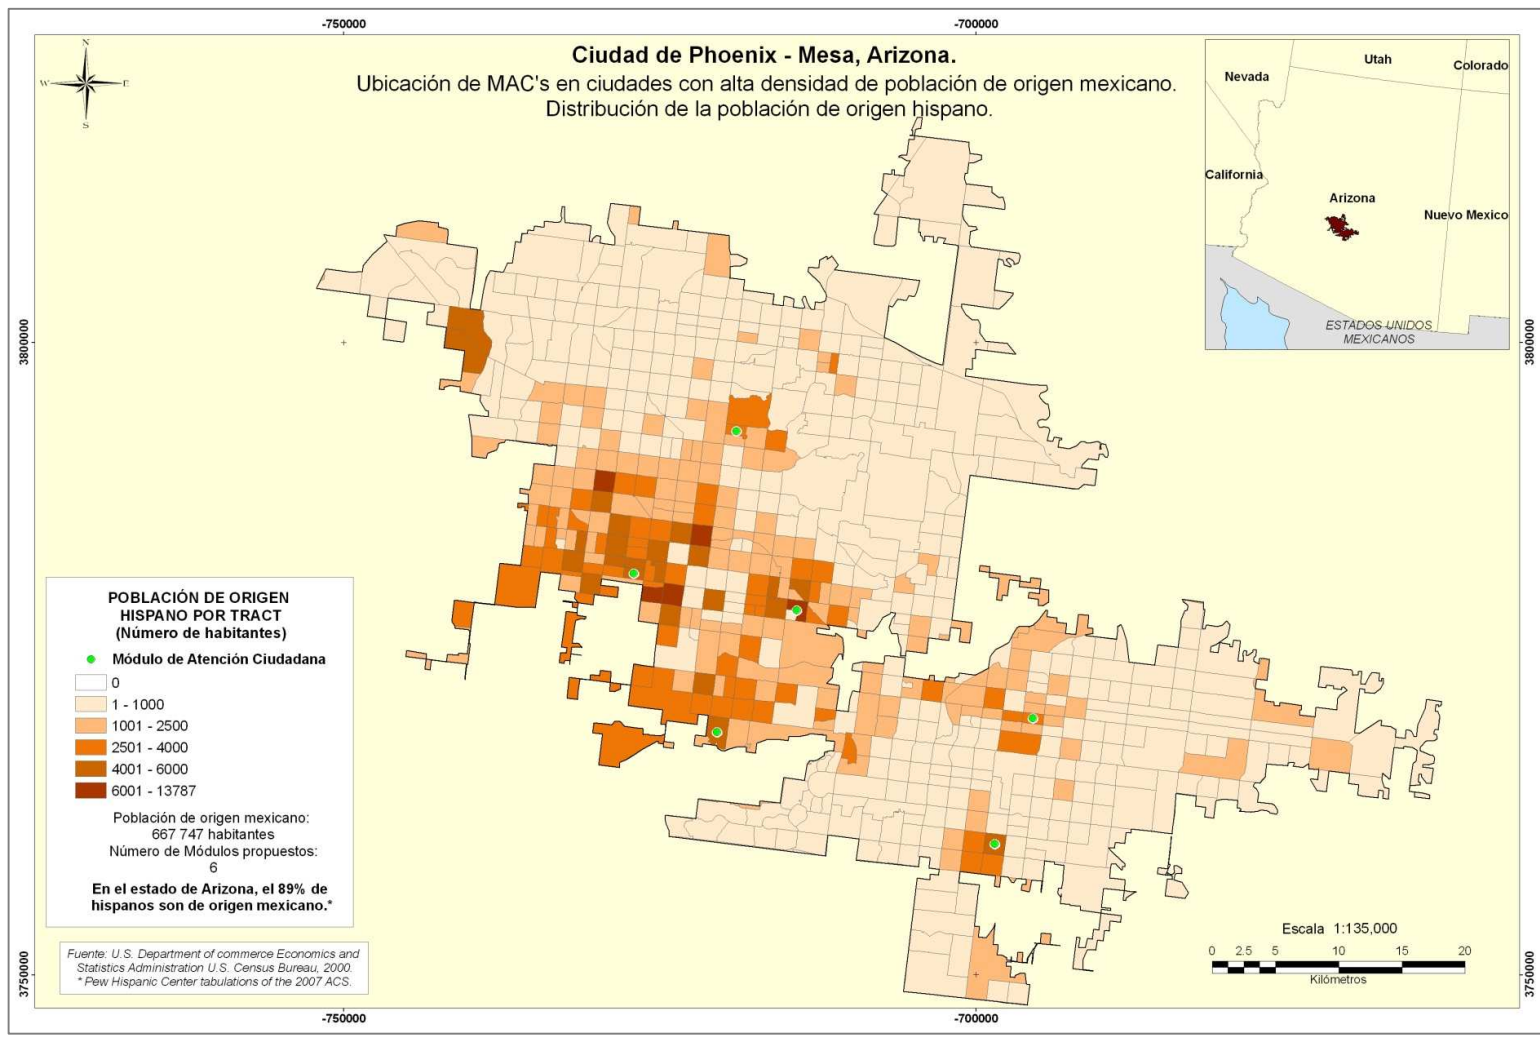 -750000
-700000
Ciudad de Phoenix - Mesa, Arizona.
Ubicación de MAC's en ciudades con alta densidad de población de origen mexicano.
Distribución de la población de origen hispano.
N
W
E
S
Nevada
Utah
Colorado
California
Arizona
Nuevo Mexico
ESTADOS UNIDOS
MEXICANOS
3800000
3800000
POBLACIÓN DE ORIGEN
HISPANO POR TRACT
(Número de habitantes)
Módulo de Atención Ciudadana
0
1 - 1000
1001 - 2500
2501 - 4000
4001 - 6000
6001 - 13787
Población de origen mexicano:
667 747 habitantes
Número de Módulos propuestos:
6
En el estado de Arizona, el 89% de
hispanos son de origen mexicano.*
Fuente: U.S. Department of commerce Economics and
Statistics Administration U.S. Census Bureau, 2000.
* Pew Hispanic Center tabulations of the 2007 ACS.
Escala 1:135,000
0 2.5 5 10 15 20
Kilómetros
3750000
3750000
-750000
-700000